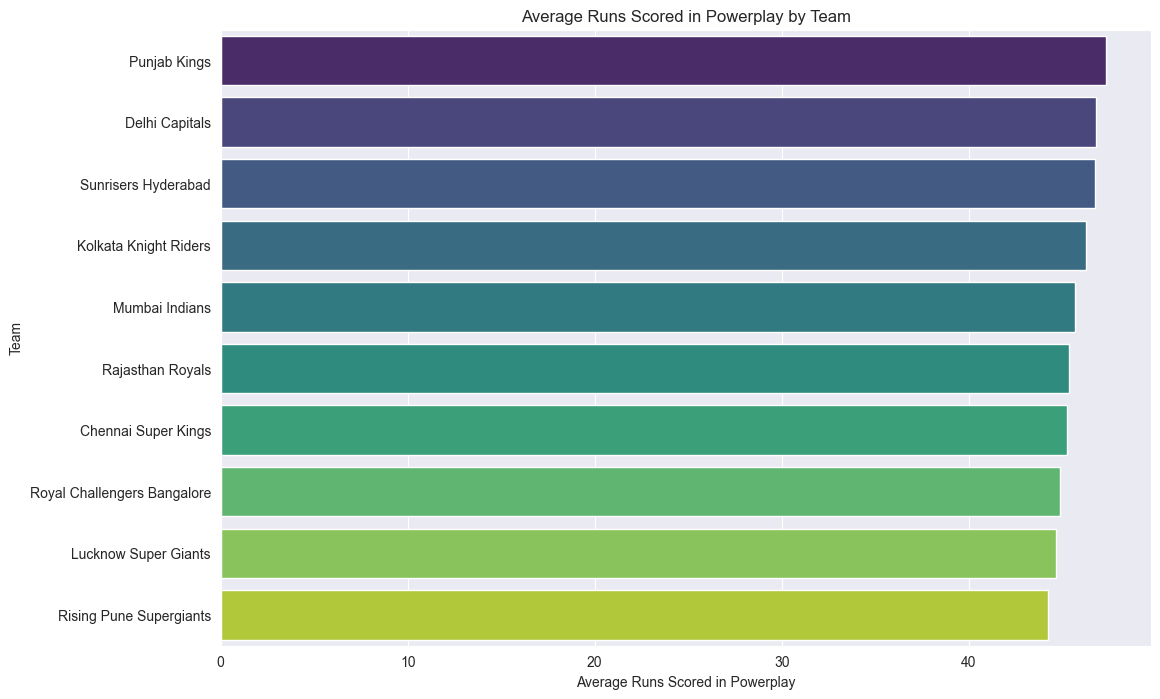 Average Runs Scored in Powerplay by Team
Team
Punjab Kings
Delhi Capitals
Sunrisers Hyderabad
Kolkata Knight Riders
Mumbai Indians
Rajasthan Royals
Chennai Super Kings
Royal Challengers Bangalore
Lucknow Super Giants
Rising Pune Supergiants
0 10 20 30 40
Average Runs Scored in Powerplay